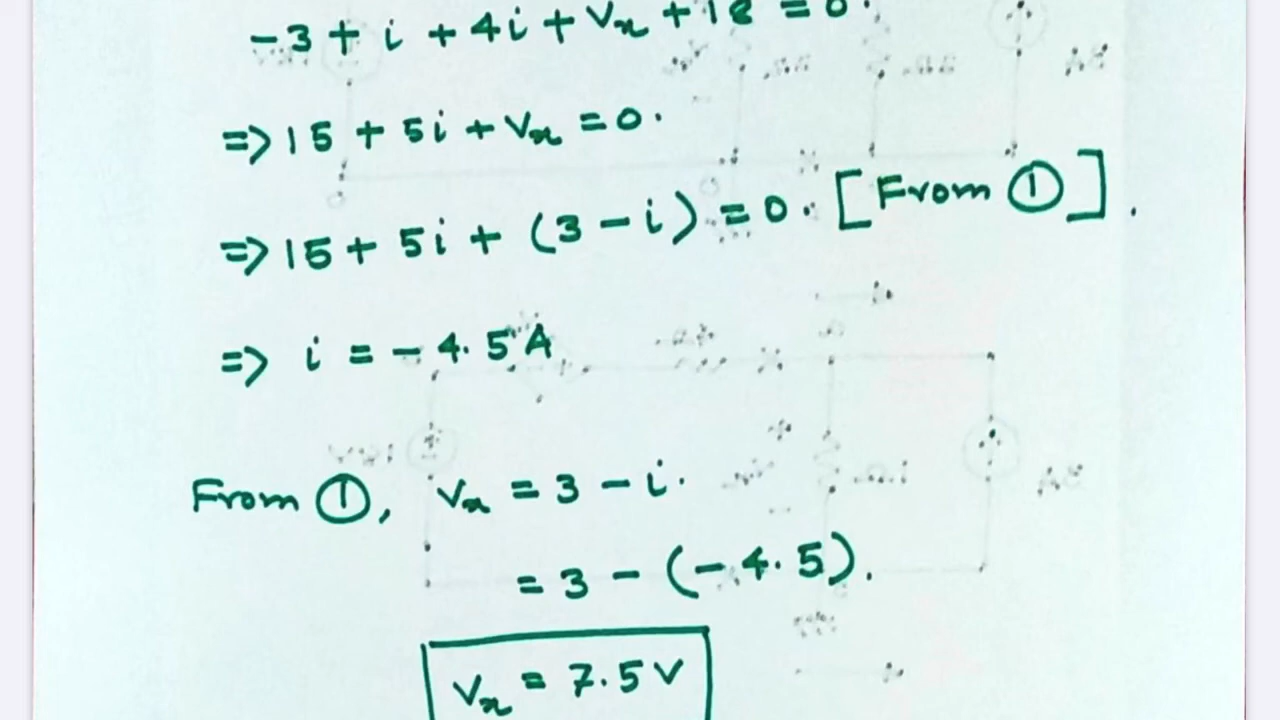 -3 + i + 4i + Vx + 18 = 0.
=> 15 + 5i + Vx = 0.
=> 15 + 5i + (3 - i) = 0. [From ①].
=> i = -4.5 A.
From ①, Vx = 3 - i.
= 3 - (-4.5).
Vx = 7.5 V